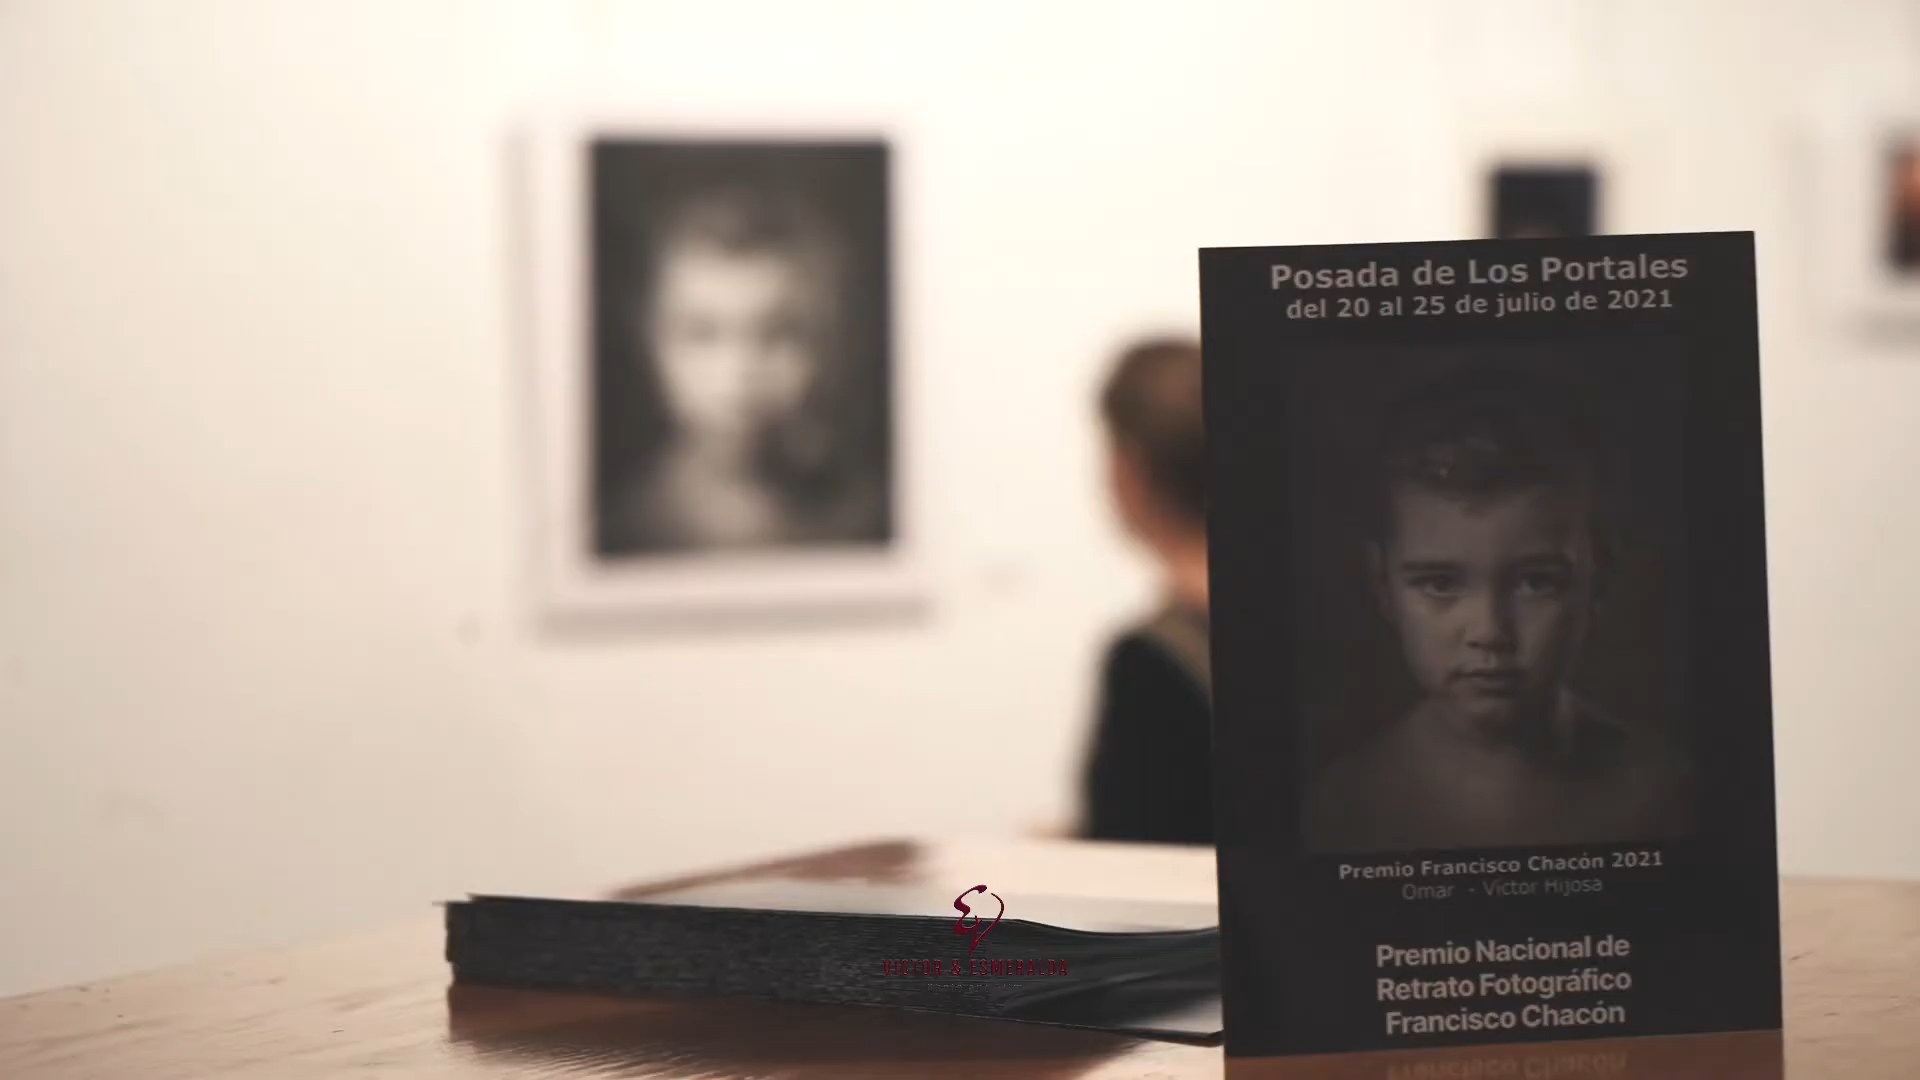 Posada de Los Portales
del 20 al 25 de julio de 2021
Premio Francisco Chacón 2021
Omar - Victor Hijosa
Premio Nacional de
Retrato Fotográfico
Francisco Chacón
VICTOR & ESMERALDA